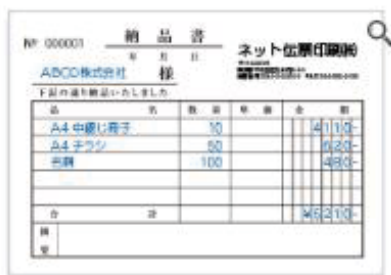 納品書
Nº 000001
年 月 日
ネット伝票印刷㈱
ABCD株式会社 様
下記の通り納品いたしました
品 名 数 量 単 価 金 額
A4 中綴じ冊子 10 4110-
A4 チラシ 50 620-
名刺 100 480-
合 計 ¥5210-
摘要